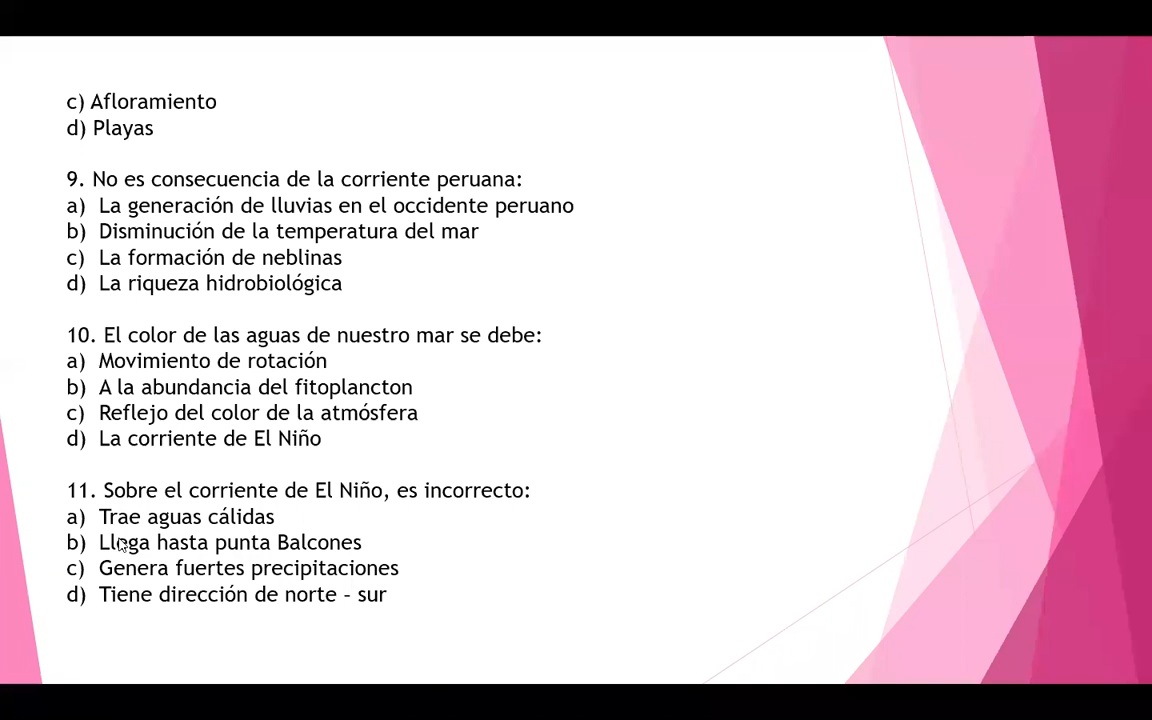 c) Afloramiento
d) Playas
9. No es consecuencia de la corriente peruana:
a) La generación de lluvias en el occidente peruano
b) Disminución de la temperatura del mar
c) La formación de neblinas
d) La riqueza hidrobiológica
10. El color de las aguas de nuestro mar se debe:
a) Movimiento de rotación
b) A la abundancia del fitoplancton
c) Reflejo del color de la atmósfera
d) La corriente de El Niño
11. Sobre el corriente de El Niño, es incorrecto:
a) Trae aguas cálidas
b) Llega hasta punta Balcones
c) Genera fuertes precipitaciones
d) Tiene dirección de norte - sur